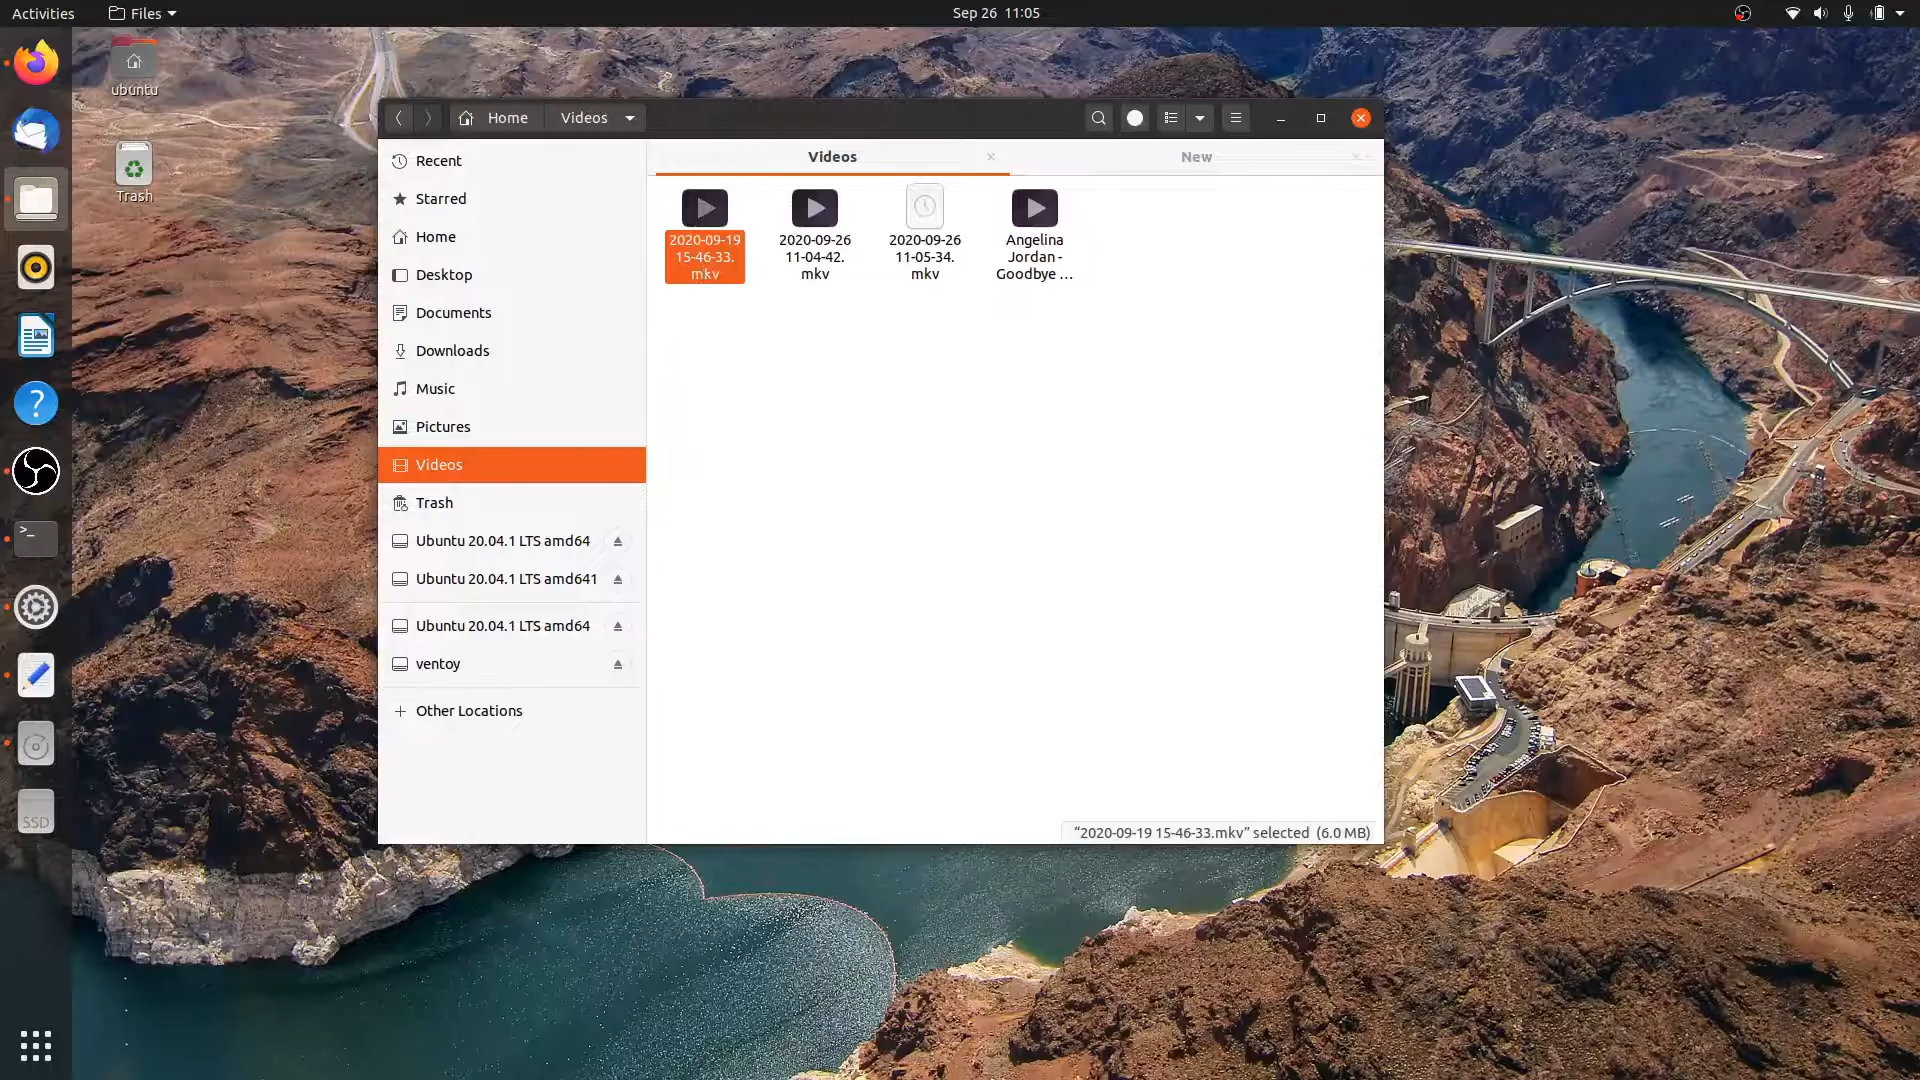 Activities
Files
Sep 26 11:05
ubuntu
Trash
Home
Videos
Recent
Starred
Home
Desktop
Documents
Downloads
Music
Pictures
Videos
Trash
Ubuntu 20.04.1 LTS amd64
Ubuntu 20.04.1 LTS amd641
Ubuntu 20.04.1 LTS amd64
ventoy
Other Locations
Videos
New
2020-09-19
15-46-33.
mkv
2020-09-26
11-04-42.
mkv
2020-09-26
11-05-34.
mkv
Angelina
Jordan -
Goodbye …
“2020-09-19 15-46-33.mkv” selected (6.0 MB)
SSD